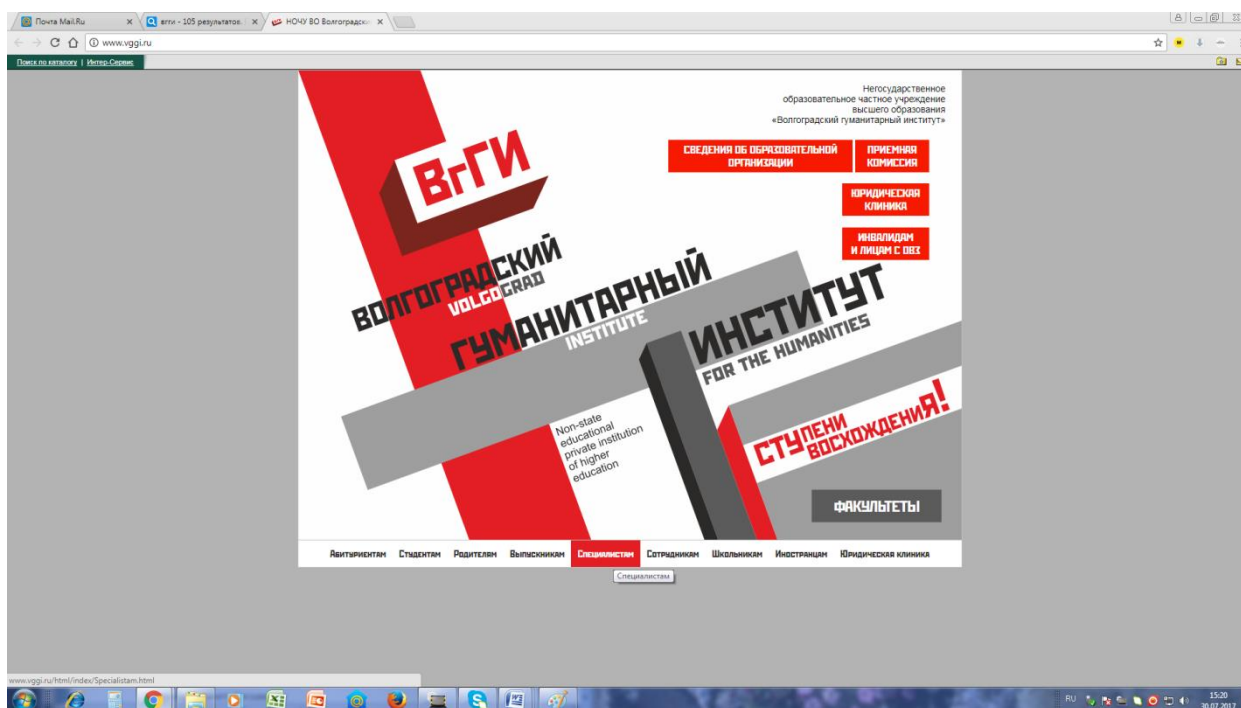 Почта Mail.Ru
вгги - 105 результатов.
НОЧУ ВО Волгоградски
www.vggi.ru
Поиск по каталогу | Интер-Сервис
Негосударственное
образовательное частное учреждение
высшего образования
«Волгоградский гуманитарный институт»
СВЕДЕНИЯ ОБ ОБРАЗОВАТЕЛЬНОЙ
ОРГАНИЗАЦИИ
ПРИЕМНАЯ
КОМИССИЯ
ЮРИДИЧЕСКАЯ
КЛИНИКА
ИНВАЛИДАМ
И ЛИЦАМ С ОВЗ
ВгГИ
ВОЛГОГРАДСКИЙ
VOLGOGRAD
ГУМАНИТАРНЫЙ
INSTITUTE
ИНСТИТУТ
FOR THE HUMANITIES
Non-state
educational
private institution
of higher
education
СТУПЕНИ
ВОСХОЖДЕНИЯ!
ФАКУЛЬТЕТЫ
Абитуриентам Студентам Родителям Выпускникам Специалистам Сотрудникам Школьникам Иностранцам Юридическая клиника
Специалистам
www.vggi.ru/html/index/Specialistam.html
RU
15:20
30.07.2017